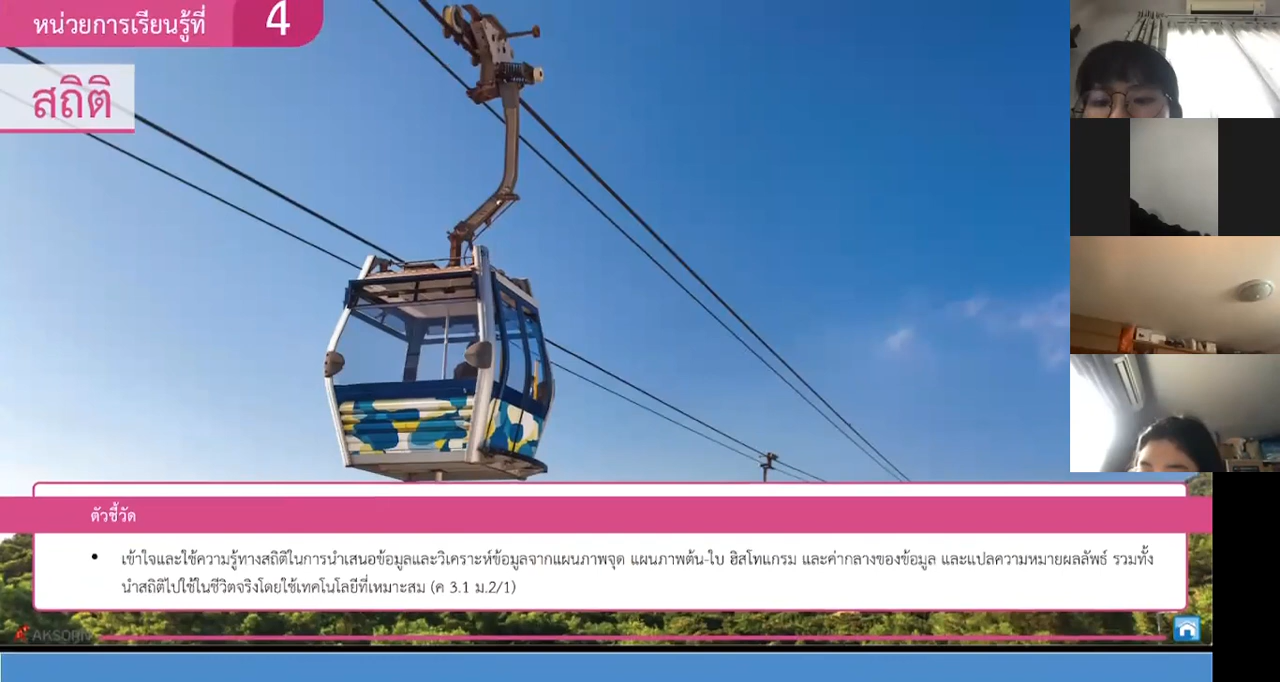 หน่วยการเรียนรู้ที่ 4
สถิติ
ตัวชี้วัด
• เข้าใจและใช้ความรู้ทางสถิติในการนำเสนอข้อมูลและวิเคราะห์ข้อมูลจากแผนภาพจุด แผนภาพต้น-ใบ ฮิสโทแกรม และค่ากลางของข้อมูล และแปลความหมายผลลัพธ์ รวมทั้ง
นำสถิติไปใช้ในชีวิตจริงโดยใช้เทคโนโลยีที่เหมาะสม (ค 3.1 ม.2/1)
AKSORN